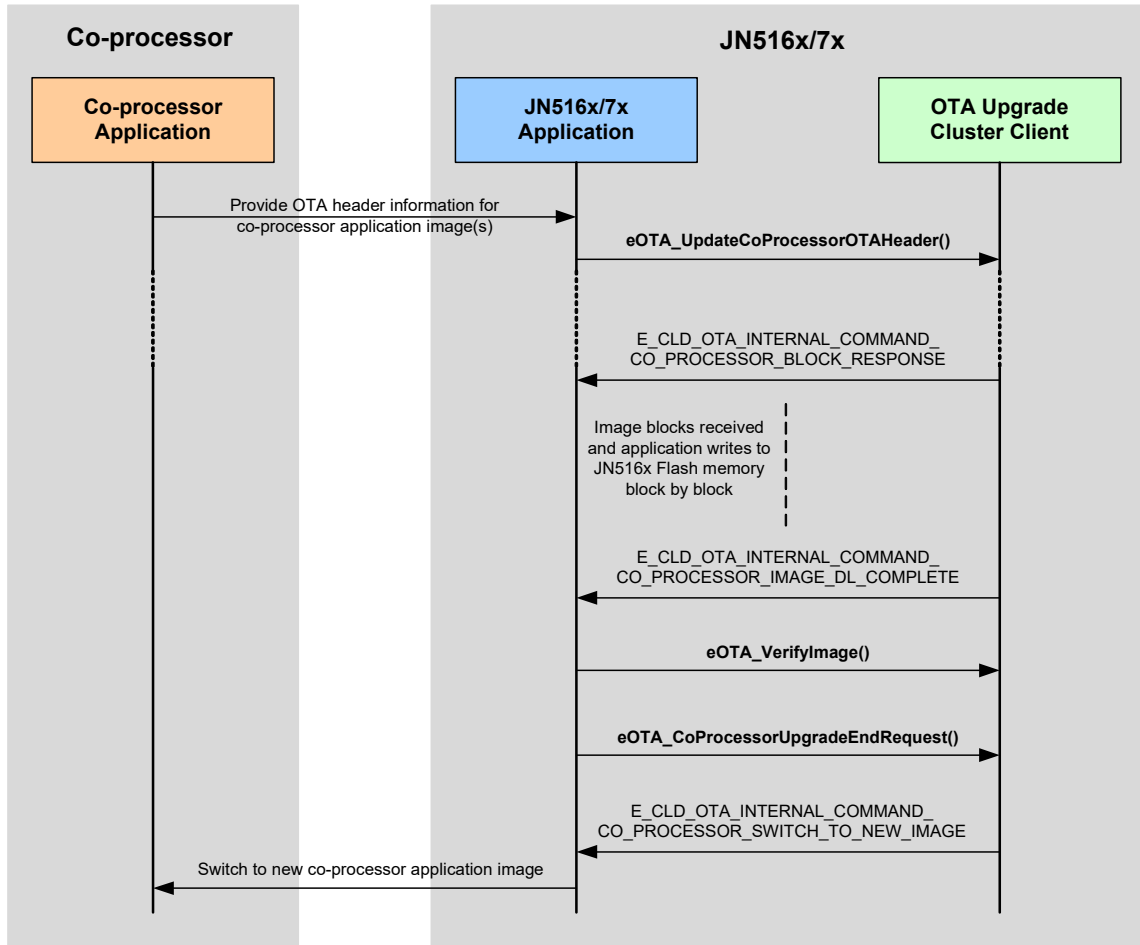 Co-processor
JN516x/7x
Co-processor
Application
JN516x/7x
Application
OTA Upgrade
Cluster Client
Provide OTA header information for
co-processor application image(s)
eOTA_UpdateCoProcessorOTAHeader()
E_CLD_OTA_INTERNAL_COMMAND_
CO_PROCESSOR_BLOCK_RESPONSE
Image blocks received
and application writes to
JN516x Flash memory
block by block
E_CLD_OTA_INTERNAL_COMMAND_
CO_PROCESSOR_IMAGE_DL_COMPLETE
eOTA_VerifyImage()
eOTA_CoProcessorUpgradeEndRequest()
E_CLD_OTA_INTERNAL_COMMAND_
CO_PROCESSOR_SWITCH_TO_NEW_IMAGE
Switch to new co-processor application image